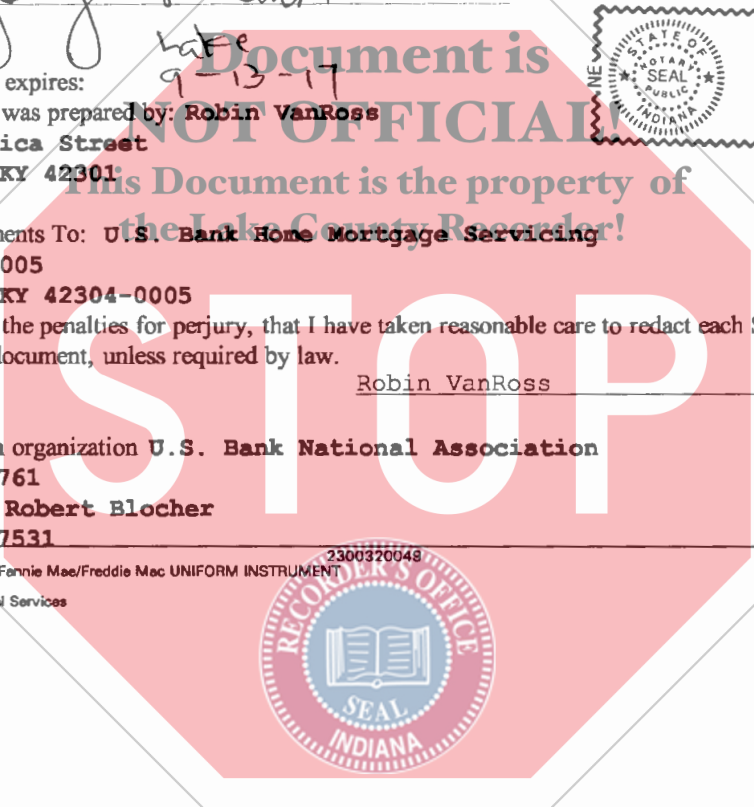 Lake
9-13-17
expires:
was prepared by: Robin VanRoss
ica Street
KY 42301
ents To: U.S. Bank Home Mortgage Servicing
005
KY 42304-0005
the penalties for perjury, that I have taken reasonable care to redact each S
document, unless required by law.
Robin VanRoss
organization U.S. Bank National Association
761
Robert Blocher
7531
2300320048
Fannie Mae/Freddie Mac UNIFORM INSTRUMENT
Services
Document is
NOT OFFICIAL!
This Document is the property of
the Lake County Recorder!
STOP
RECORDER'S OFFICE
SEAL
INDIANA
NE
STATE OF
NOTARY
SEAL
PUBLIC
INDIANA